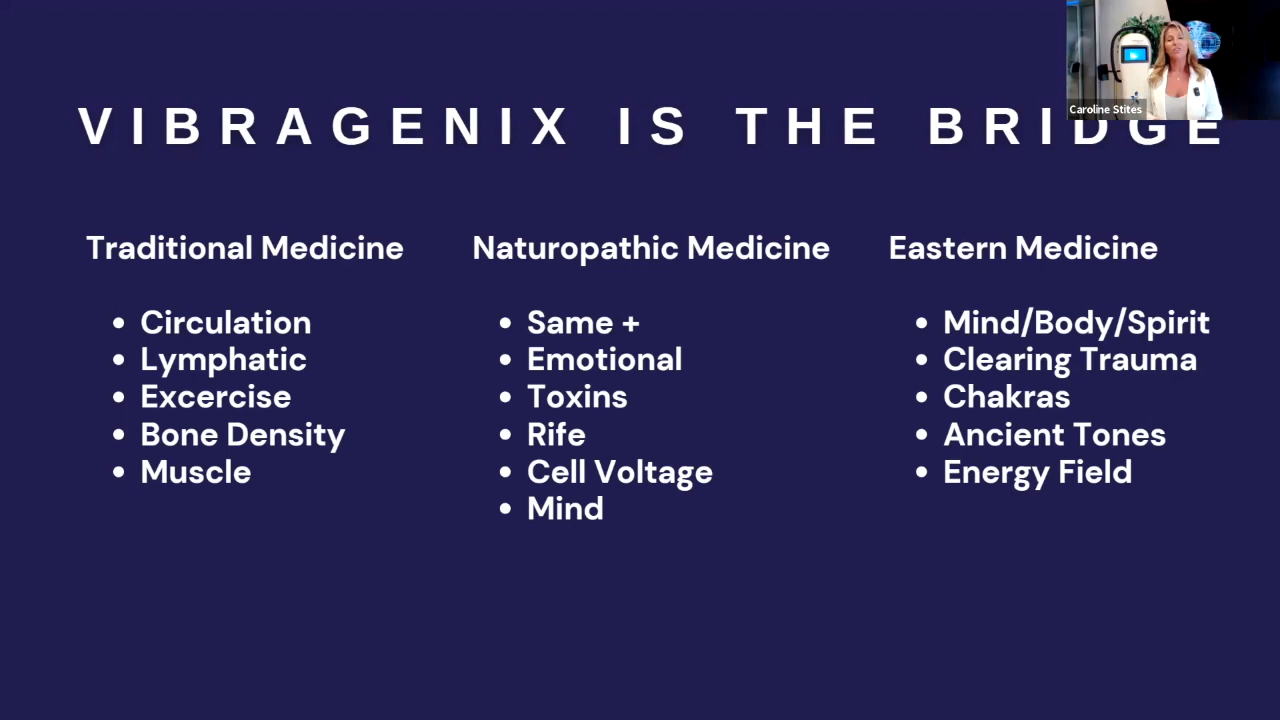 VIBRAGENIX IS THE BRIDGE
Caroline Stites
Traditional Medicine
Circulation
Lymphatic
Excercise
Bone Density
Muscle
Naturopathic Medicine
Same +
Emotional
Toxins
Rife
Cell Voltage
Mind
Eastern Medicine
Mind/Body/Spirit
Clearing Trauma
Chakras
Ancient Tones
Energy Field